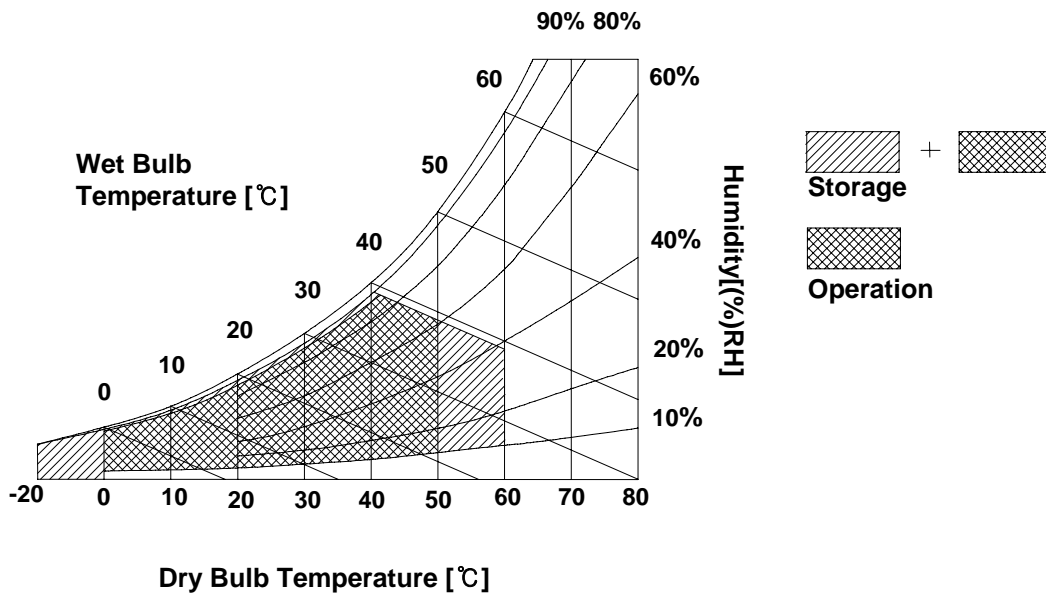 90% 80%
60
60%
50
Wet Bulb
Temperature [℃]
Storage
40
40%
30
Humidity[(%)RH]
Operation
20
20%
10
0
10%
-20 0 10 20 30 40 50 60 70 80
Dry Bulb Temperature [℃]